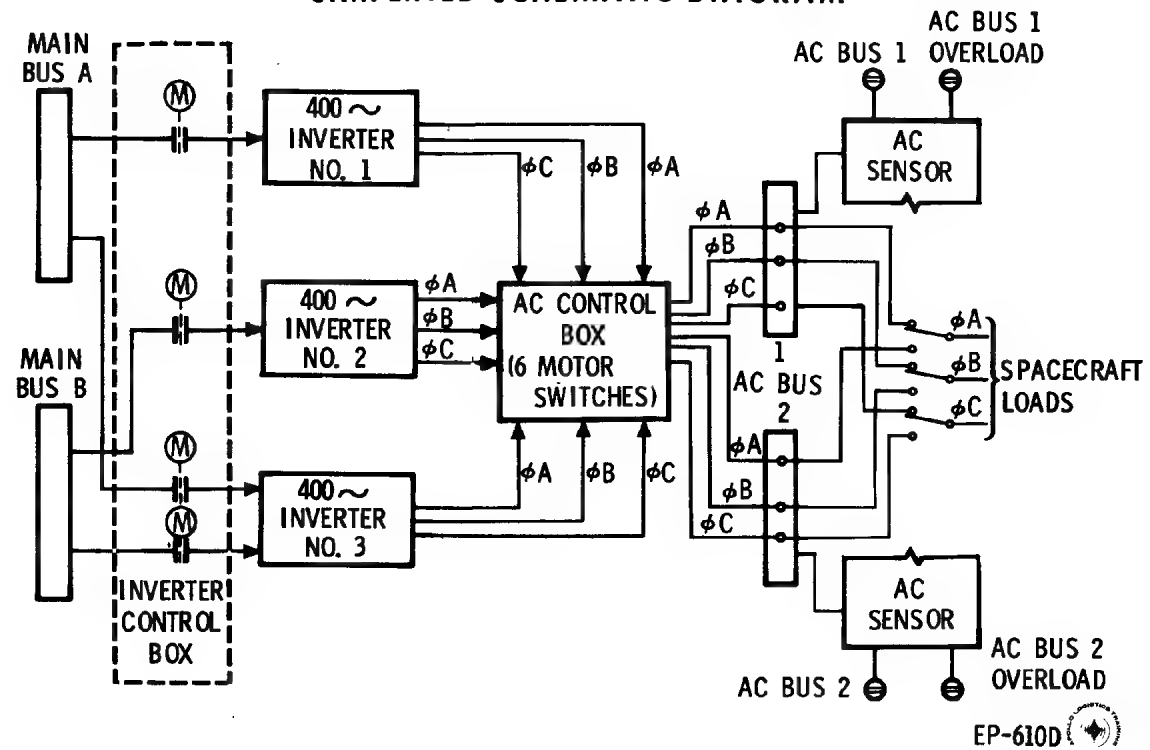 MAIN
BUS A
M
400 ~
INVERTER
NO. 1
φC
φB
φA
AC BUS 1
AC BUS 1
OVERLOAD
AC
SENSOR
φA
φB
φC
1
AC BUS
2
M
400 ~
INVERTER
NO. 2
φA
φB
φC
AC CONTROL
BOX
(6 MOTOR
SWITCHES)
φA
φB
φC
SPACECRAFT
LOADS
MAIN
BUS B
M
M
400 ~
INVERTER
NO. 3
φA
φB
φC
φA
φB
φC
INVERTER
CONTROL
BOX
AC
SENSOR
AC BUS 2
AC BUS 2
OVERLOAD
EP-610D